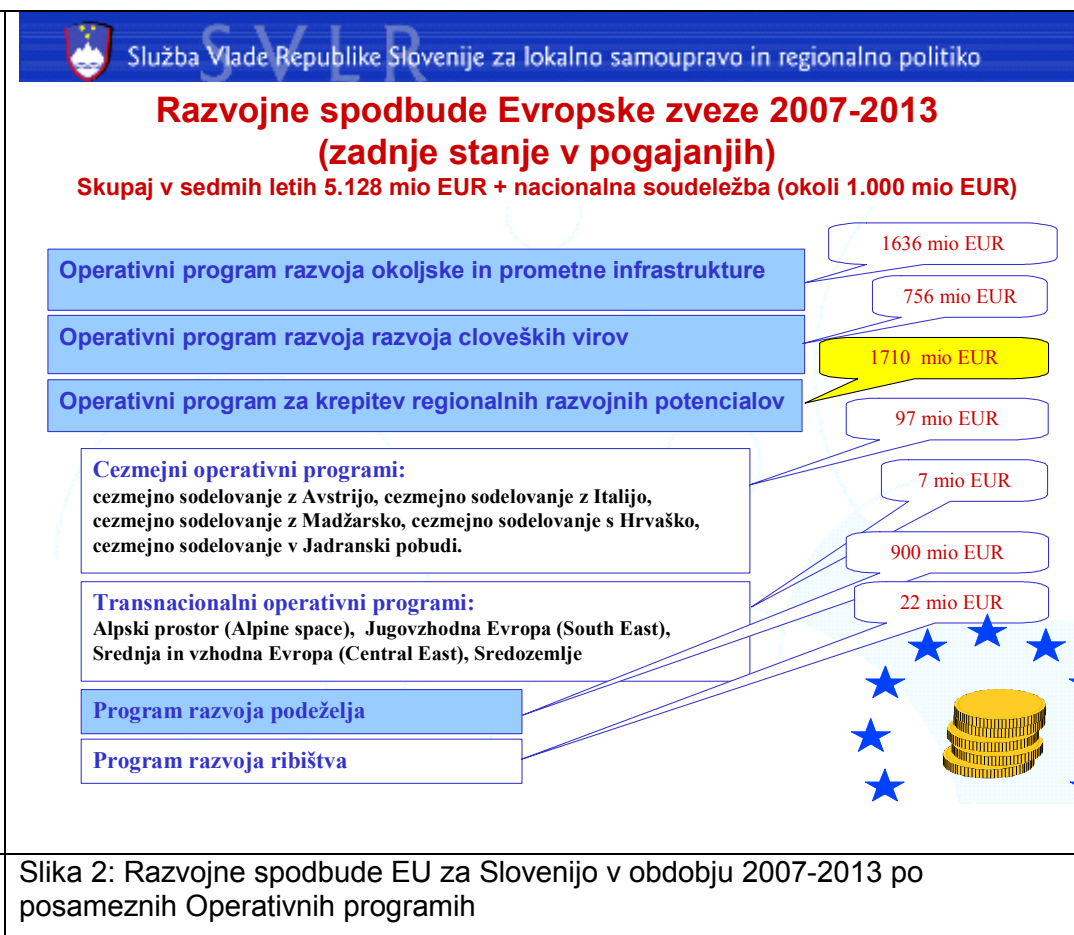 S V L R
Služba Vlade Republike Slovenije za lokalno samoupravo in regionalno politiko
Razvojne spodbude Evropske zveze 2007-2013
(zadnje stanje v pogajanjih)
Skupaj v sedmih letih 5.128 mio EUR + nacionalna soudeležba (okoli 1.000 mio EUR)
1636 mio EUR
Operativni program razvoja okoljske in prometne infrastrukture
756 mio EUR
Operativni program razvoja razvoja cloveških virov
1710 mio EUR
Operativni program za krepitev regionalnih razvojnih potencialov
97 mio EUR
Cezmejni operativni programi:
cezmejno sodelovanje z Avstrijo, cezmejno sodelovanje z Italijo,
cezmejno sodelovanje z Madžarsko, cezmejno sodelovanje s Hrvaško,
cezmejno sodelovanje v Jadranski pobudi.
7 mio EUR
900 mio EUR
Transnacionalni operativni programi:
Alpski prostor (Alpine space), Jugovzhodna Evropa (South East),
Srednja in vzhodna Evropa (Central East), Sredozemlje
22 mio EUR
Program razvoja podeželja
Program razvoja ribištva
Slika 2: Razvojne spodbude EU za Slovenijo v obdobju 2007-2013 po
posameznih Operativnih programih